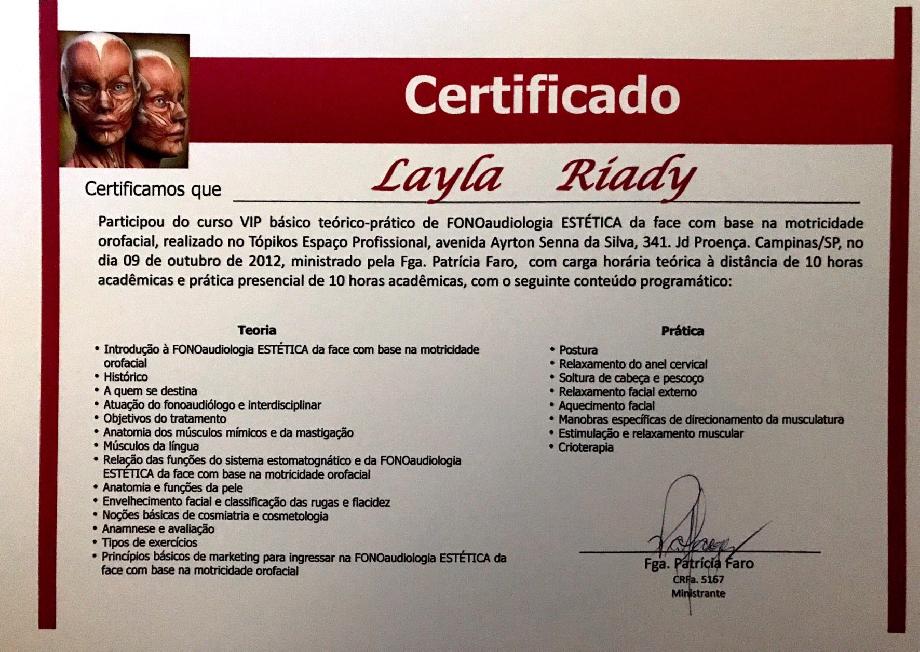 Certificado
Certificamos que Layla Riady
Participou do curso VIP básico teórico-prático de FONOaudiologia ESTÉTICA da face com base na motricidade
orofacial, realizado no Tópikos Espaço Profissional, avenida Ayrton Senna da Silva, 341. Jd Proença. Campinas/SP, no
dia 09 de outubro de 2012, ministrado pela Fga. Patrícia Faro, com carga horária teórica à distância de 10 horas
acadêmicas e prática presencial de 10 horas acadêmicas, com o seguinte conteúdo programático:
Teoria
• Introdução à FONOaudiologia ESTÉTICA da face com base na motricidade
orofacial
• Histórico
• A quem se destina
• Atuação do fonoaudiólogo e interdisciplinar
• Objetivos do tratamento
• Anatomia dos músculos mímicos e da mastigação
• Músculos da língua
• Relação das funções do sistema estomatognático e da FONOaudiologia
ESTÉTICA da face com base na motricidade orofacial
• Anatomia e funções da pele
• Envelhecimento facial e classificação das rugas e flacidez
• Noções básicas de cosmiatria e cosmetologia
• Anamnese e avaliação
• Tipos de exercícios
• Princípios básicos de marketing para ingressar na FONOaudiologia ESTÉTICA da
face com base na motricidade orofacial
Prática
• Postura
• Relaxamento do anel cervical
• Soltura de cabeça e pescoço
• Relaxamento facial externo
• Aquecimento facial
• Manobras específicas de direcionamento da musculatura
• Estimulação e relaxamento muscular
• Crioterapia
Fga. Patrícia Faro
CRFa. 5167
Ministrante